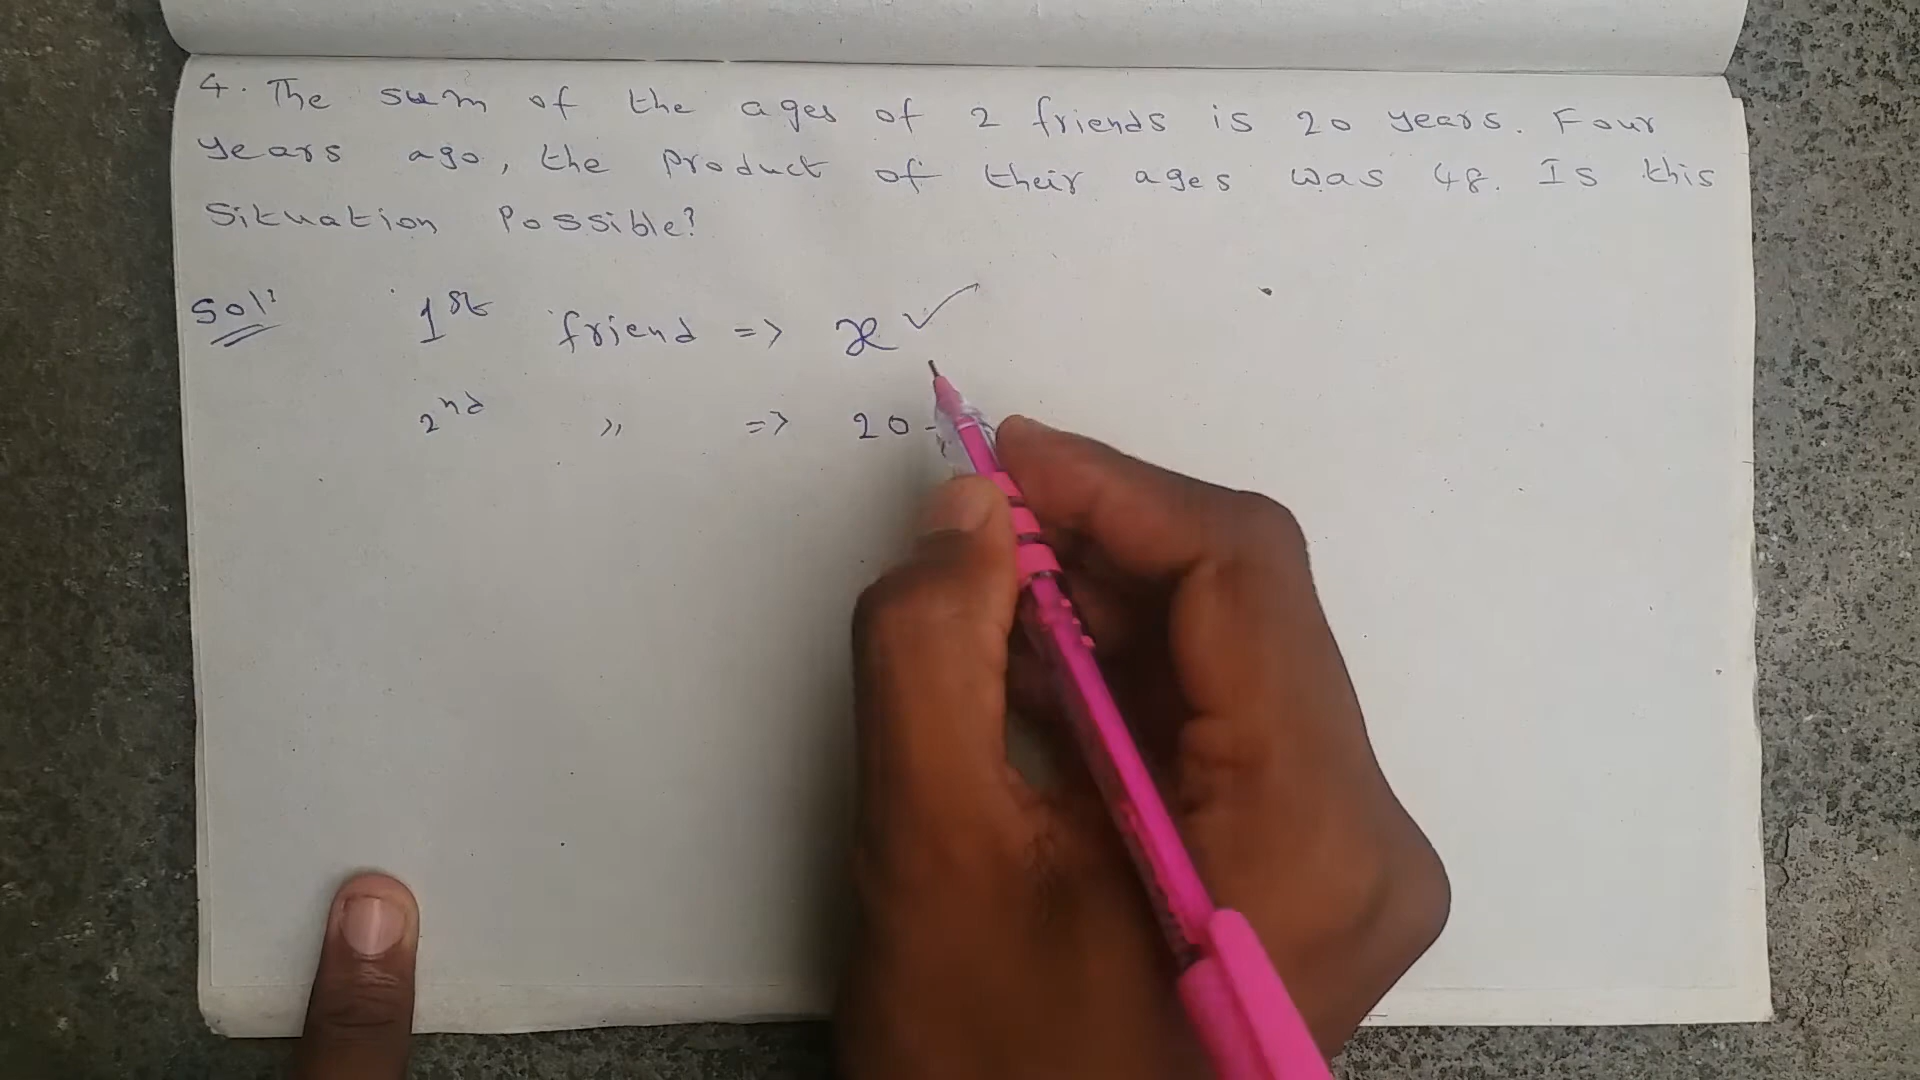 4. The sum of the ages of 2 friends is 20 years. Four
years ago, the product of their ages was 48. Is this
situation possible?
Sol:
1st friend => x ✓
2nd " => 20 -